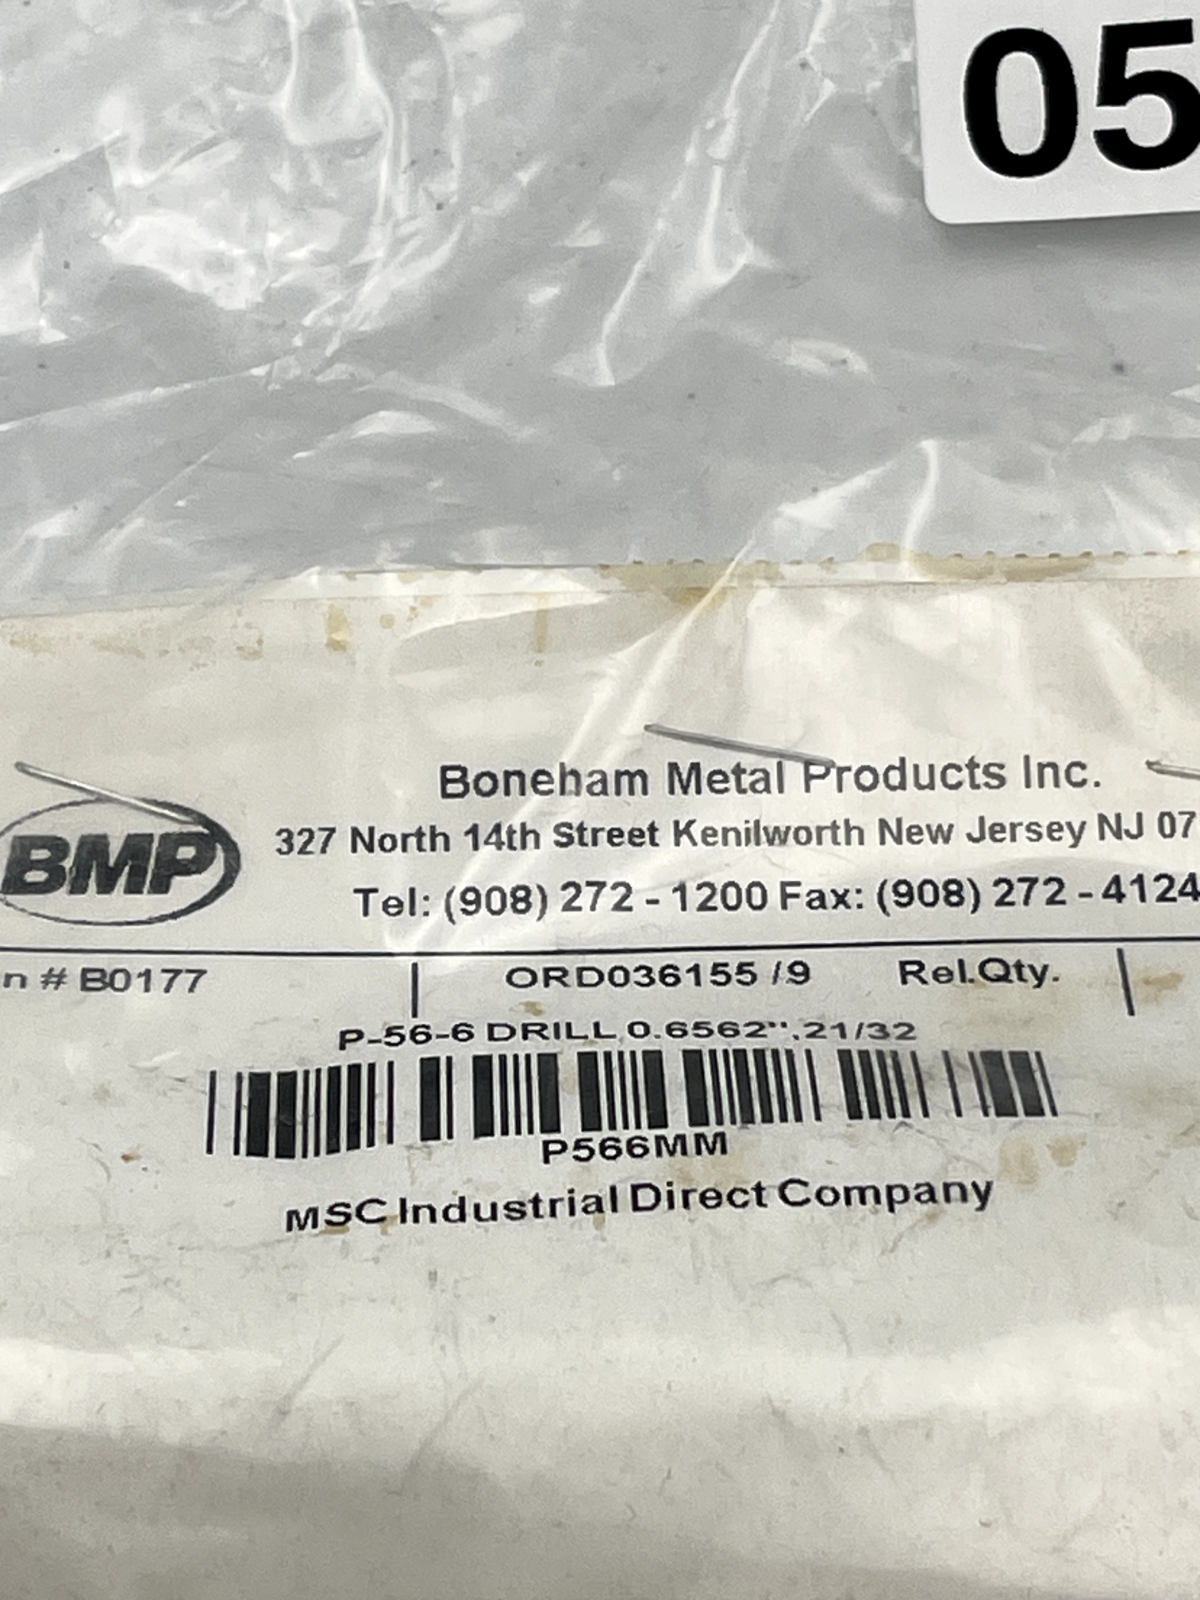 05
Boneham Metal Products Inc.
BMP
327 North 14th Street Kenilworth New Jersey NJ 07
Tel: (908) 272 - 1200 Fax: (908) 272 - 4124
n # B0177 ORD036155 /9 Rel.Qty.
P-56-6 DRILL 0.6562",21/32
P566MM
MSC Industrial Direct Company